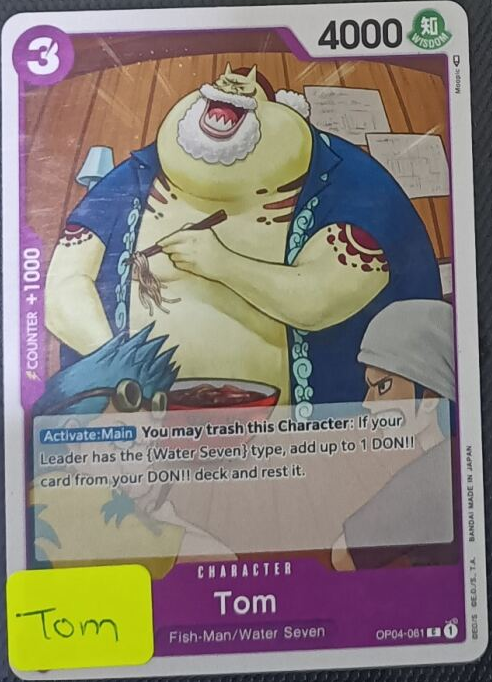 3
4000
知
WISDOM
Moopic
COUNTER +1000
Activate:Main You may trash this Character: If your
Leader has the {Water Seven} type, add up to 1 DON!!
card from your DON!! deck and rest it.
CHARACTER
Tom
Fish-Man/Water Seven
OP04-061 C 1
©E.O/S. ©E.O./S., T.A. BANDAI MADE IN JAPAN
Tom